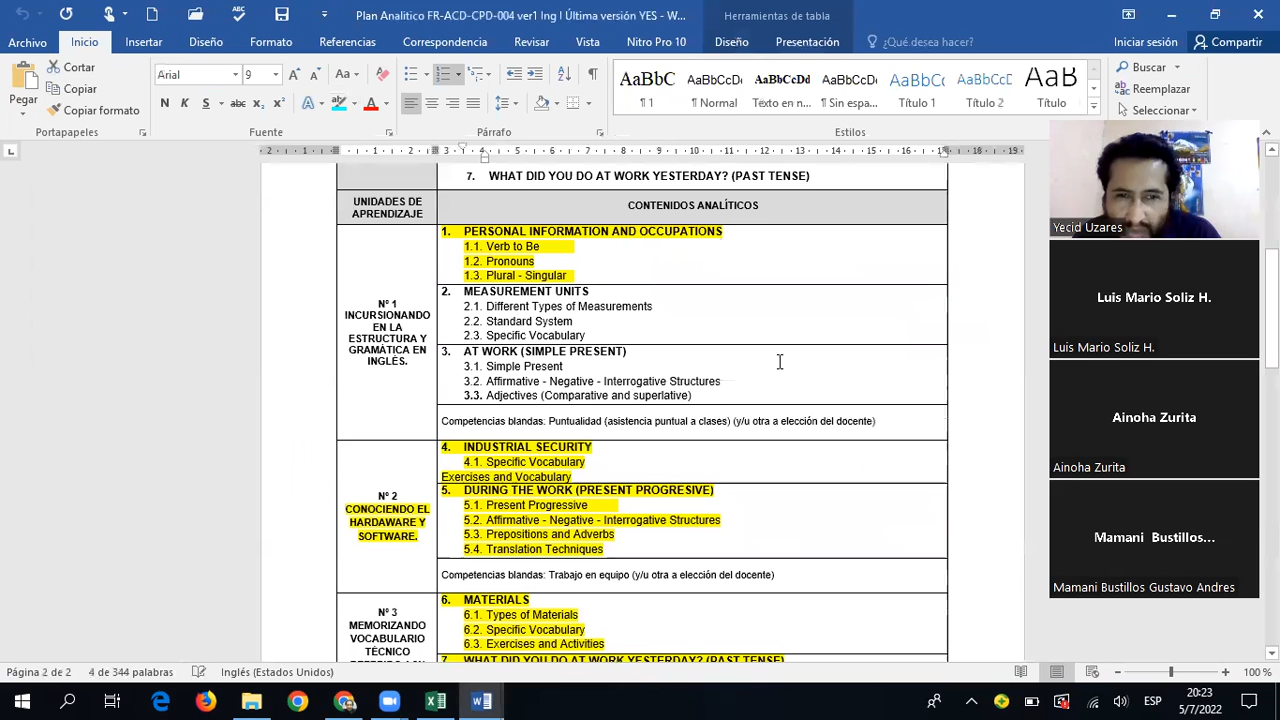 Plan Analitico FR-ACD-CPD-004 ver1 Ing I Última versión YES - W...
Herramientas de tabla
Archivo Inicio Insertar Diseño Formato Referencias Correspondencia Revisar Vista Nitro Pro 10 Diseño Presentación ¿Qué desea hacer? Iniciar sesión Compartir
Pegar
Cortar
Copiar
Copiar formato
Portapapeles
Arial 9
N K S abc x₂ x²
Fuente
Párrafo
AaBbC AaBbCcDc AaBbCcDd AaBbCcDc AaBbC AaBbCcD AaB
¶ 1 ¶ Normal Texto en n... ¶ Sin espa... Título 1 Título 2 Título
Estilos
Buscar
Reemplazar
Seleccionar
7. WHAT DID YOU DO AT WORK YESTERDAY? (PAST TENSE)
UNIDADES DE APRENDIZAJE
CONTENIDOS ANALÍTICOS
Nº 1
INCURSIONANDO
EN LA
ESTRUCTURA Y
GRAMÁTICA EN
INGLÉS.
1. PERSONAL INFORMATION AND OCCUPATIONS
1.1. Verb to Be
1.2. Pronouns
1.3. Plural - Singular
2. MEASUREMENT UNITS
2.1. Different Types of Measurements
2.2. Standard System
2.3. Specific Vocabulary
3. AT WORK (SIMPLE PRESENT)
3.1. Simple Present
3.2. Affirmative - Negative - Interrogative Structures
3.3. Adjectives (Comparative and superlative)
Competencias blandas: Puntualidad (asistencia puntual a clases) (y/u otra a elección del docente)
Nº 2
CONOCIENDO EL
HARDAWARE Y
SOFTWARE.
4. INDUSTRIAL SECURITY
4.1. Specific Vocabulary
Exercises and Vocabulary
5. DURING THE WORK (PRESENT PROGRESIVE)
5.1. Present Progressive
5.2. Affirmative - Negative - Interrogative Structures
5.3. Prepositions and Adverbs
5.4. Translation Techniques
Competencias blandas: Trabajo en equipo (y/u otra a elección del docente)
Nº 3
MEMORIZANDO
VOCABULARIO
TÉCNICO
6. MATERIALS
6.1. Types of Materials
6.2. Specific Vocabulary
6.3. Exercises and Activities
7. WHAT DID YOU DO AT WORK YESTERDAY? (PAST TENSE)
Yecid Uzares
Luis Mario Soliz H.
Luis Mario Soliz H.
Ainoha Zurita
Ainoha Zurita
Mamani Bustillos...
Mamani Bustillos Gustavo Andres
Página 2 de 2 4 de 344 palabras Inglés (Estados Unidos) 100 %
ESP
20:23
5/7/2022